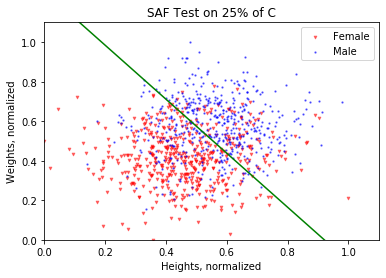 SAF Test on 25% of C
Female
Male
Weights, normalized
1.0
0.8
0.6
0.4
0.2
0.0
0.0 0.2 0.4 0.6 0.8 1.0
Heights, normalized